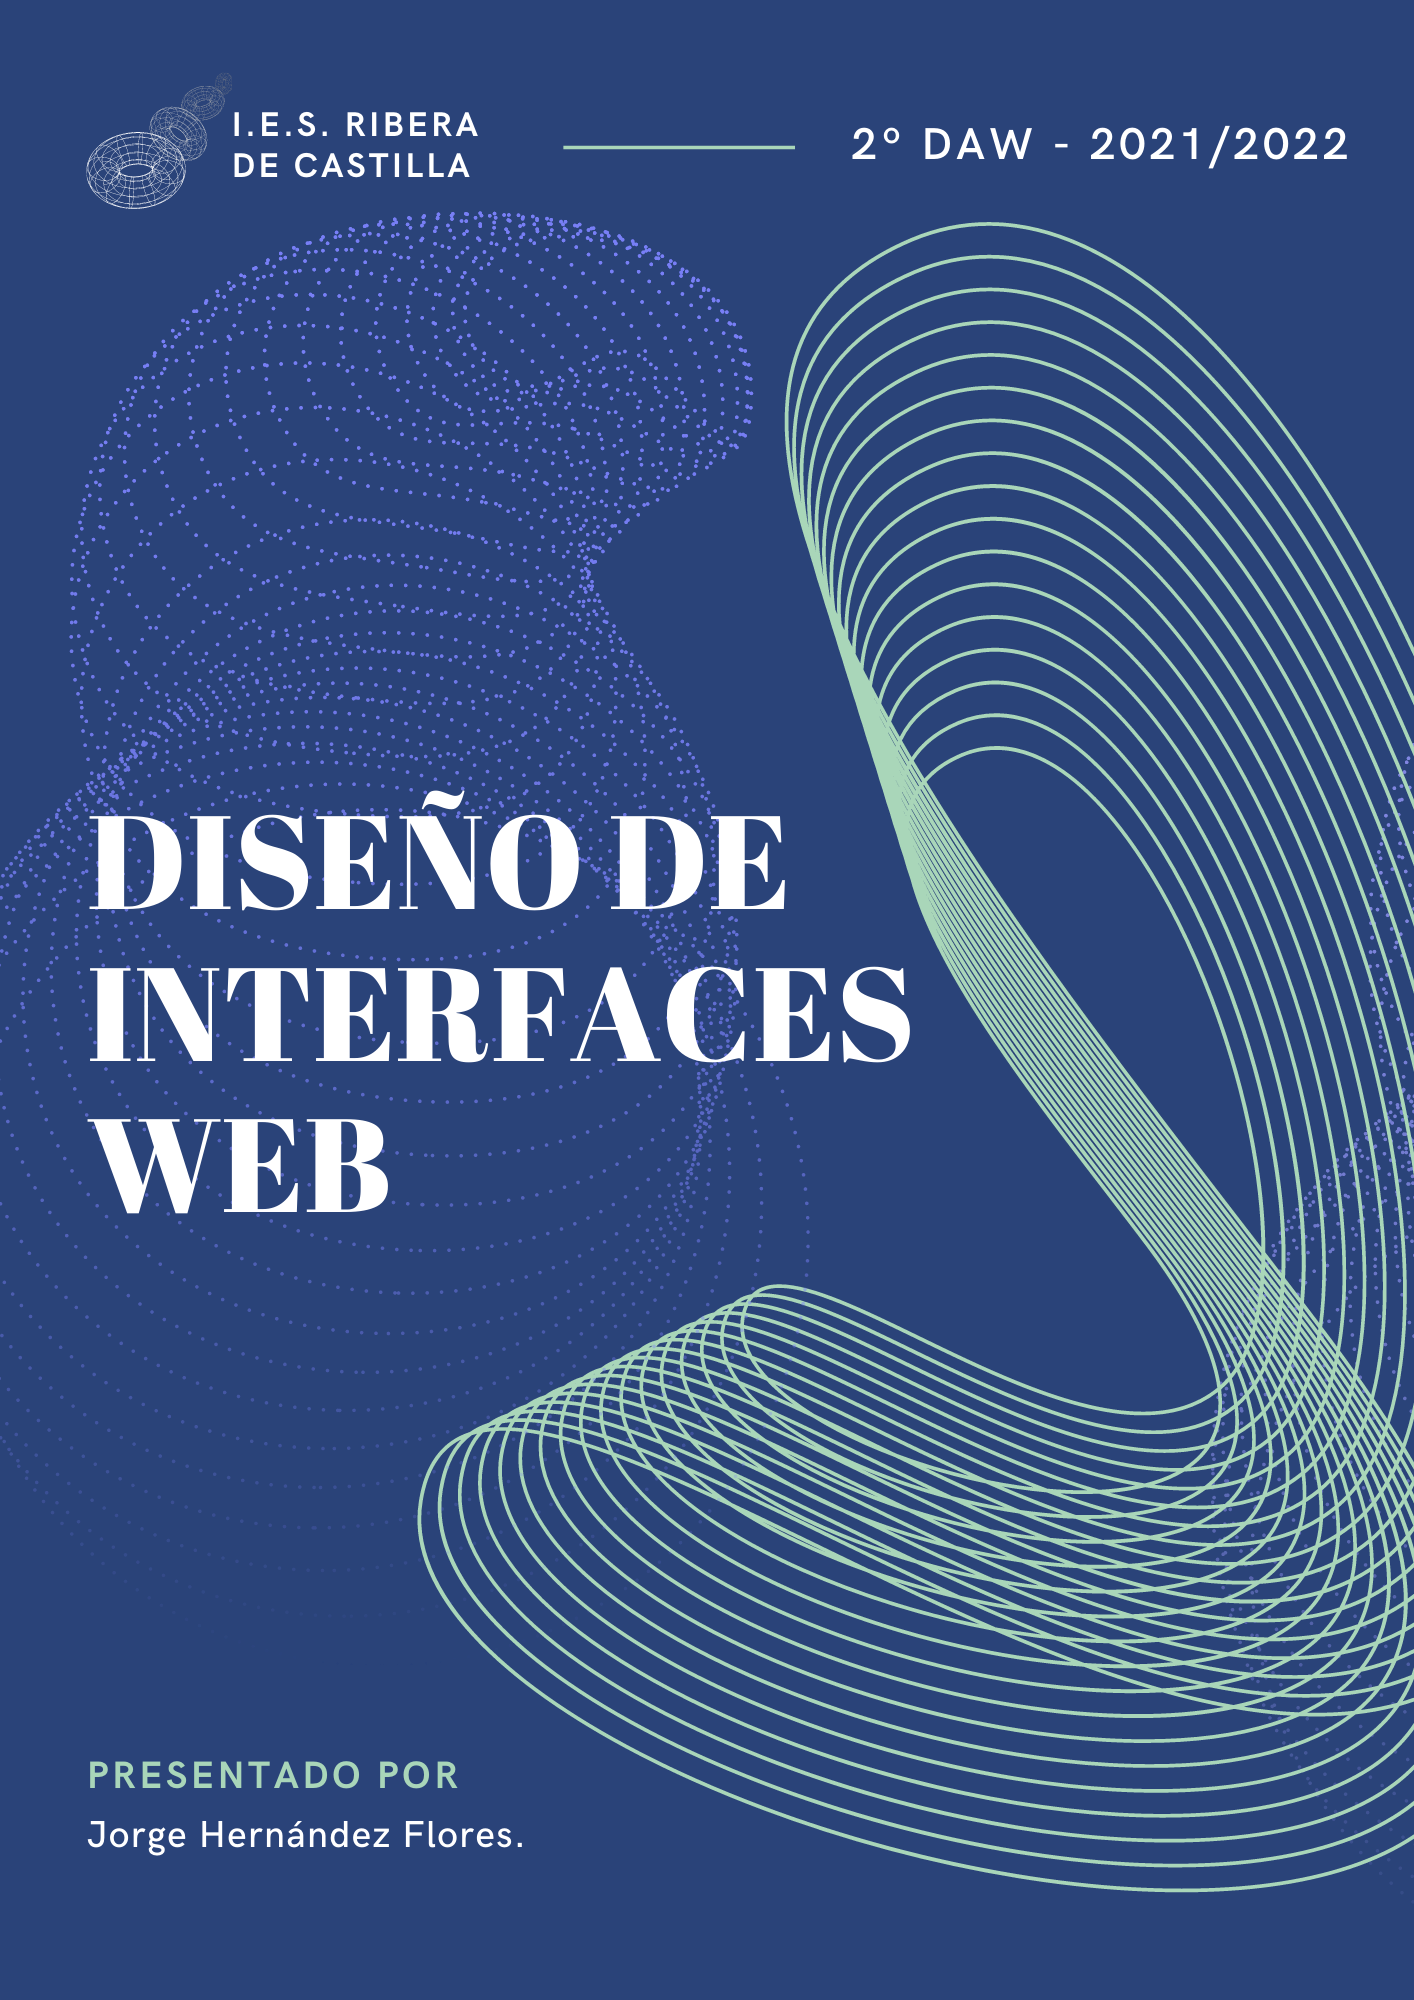 I.E.S. RIBERA
DE CASTILLA
2º DAW - 2021/2022
DISEÑO DE
INTERFACES
WEB
PRESENTADO POR
Jorge Hernández Flores.